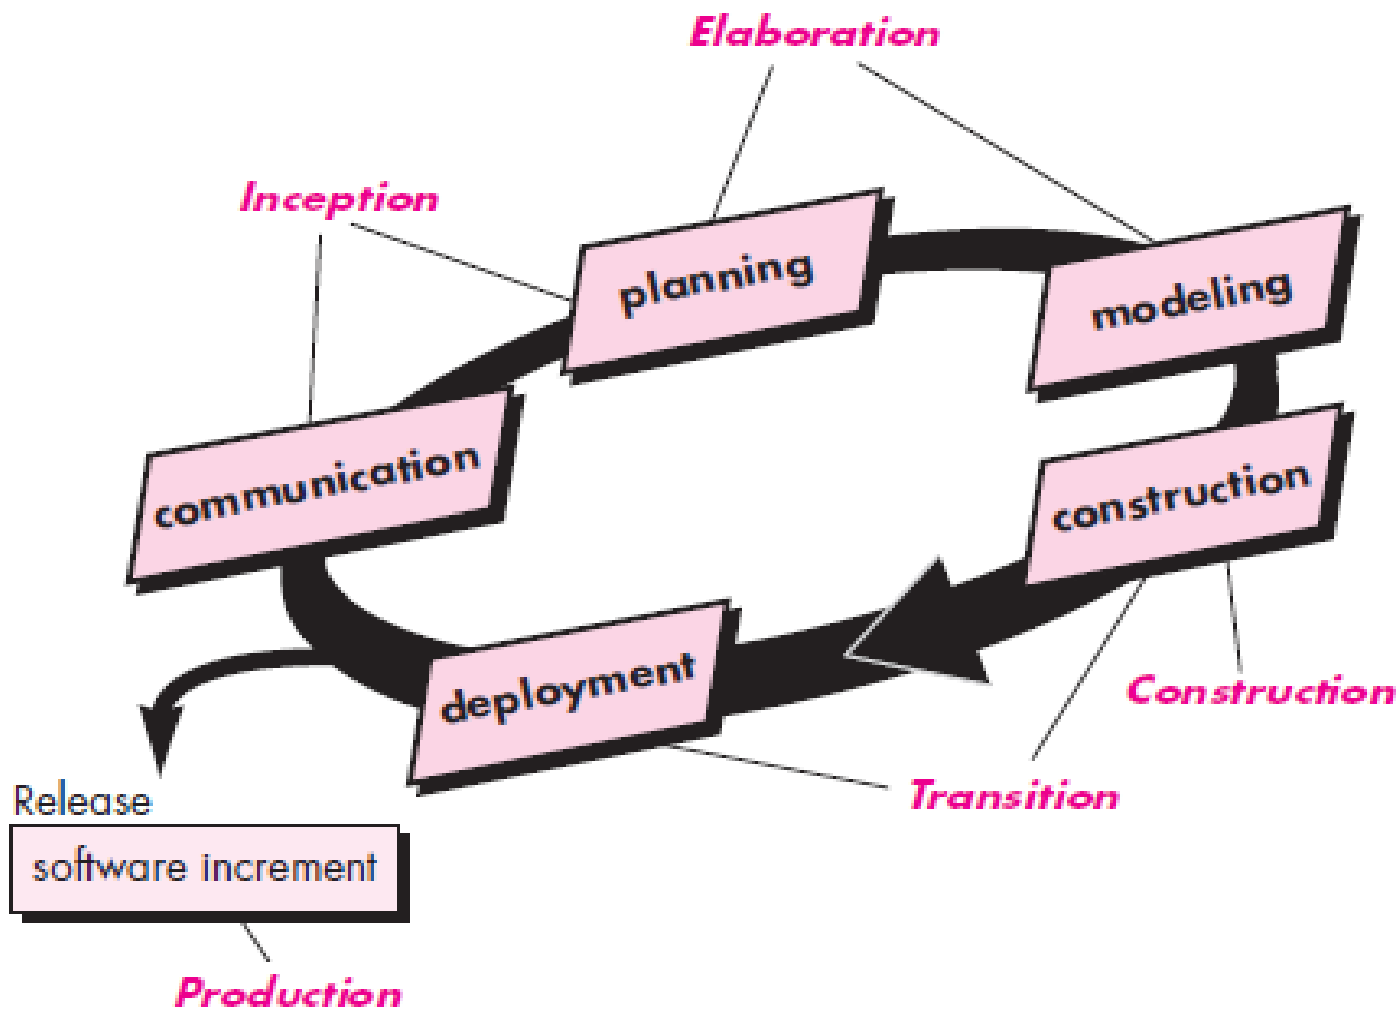 Elaboration
Inception
planning
modeling
communication
construction
deployment
Construction
Transition
Release
software increment
Production